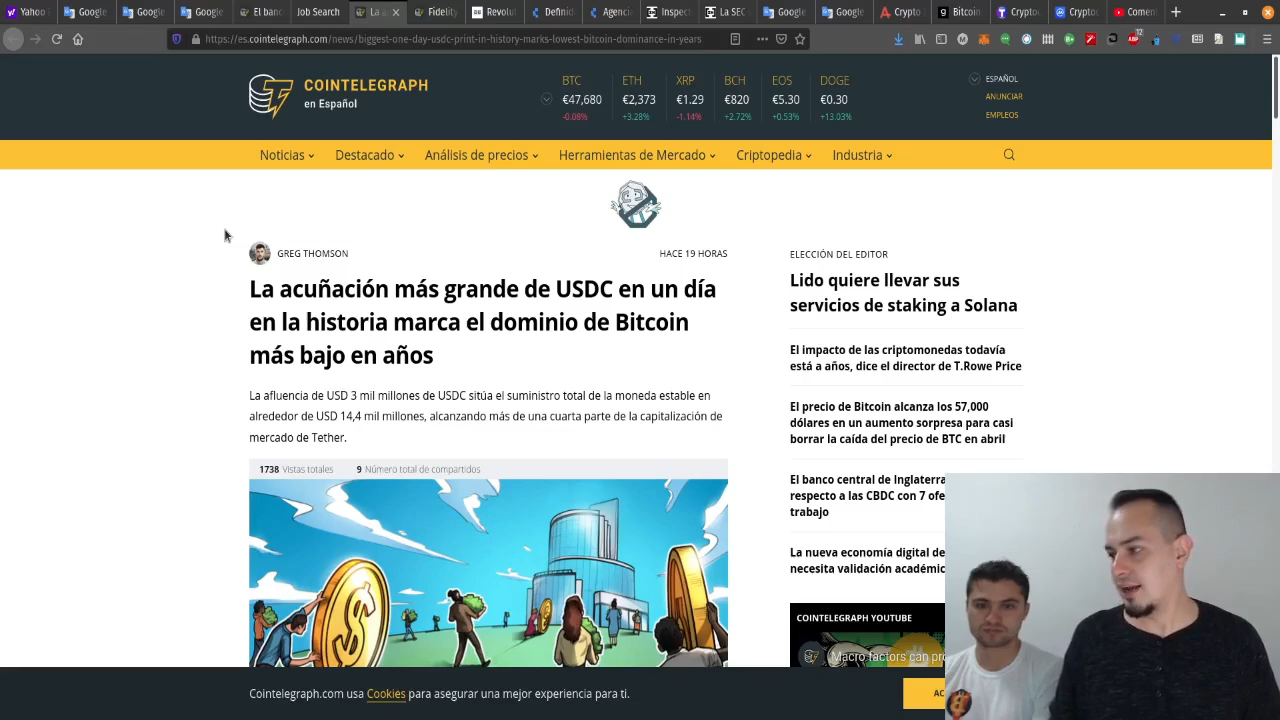 Yahoo
Google
Google
Google
El banc
Job Search
La a
Fidelity
Revolut
Definici
Agencia
Inspect
La SEC
Google
Google
Crypto
Bitcoin
Crypto
Crypto
Coment
https://es.cointelegraph.com/news/biggest-one-day-usdc-print-in-history-marks-lowest-bitcoin-dominance-in-years
12
COINTELEGRAPH
en Español
BTC ETH XRP BCH EOS DOGE
€47,680 €2,373 €1.29 €820 €5.30 €0.30
-0.08% +3.28% -1.14% +2.72% +0.53% +13.03%
ESPAÑOL
ANUNCIAR
EMPLEOS
Noticias Destacado Análisis de precios Herramientas de Mercado Criptopedia Industria
GREG THOMSON HACE 19 HORAS
La acuñación más grande de USDC en un día
en la historia marca el dominio de Bitcoin
más bajo en años
La afluencia de USD 3 mil millones de USDC sitúa el suministro total de la moneda estable en
alrededor de USD 14,4 mil millones, alcanzando más de una cuarta parte de la capitalización de
mercado de Tether.
1738 Vistas totales 9 Número total de compartidos
ELECCIÓN DEL EDITOR
Lido quiere llevar sus
servicios de staking a Solana
El impacto de las criptomonedas todavía
está a años, dice el director de T.Rowe Price
El precio de Bitcoin alcanza los 57,000
dólares en un aumento sorpresa para casi
borrar la caída del precio de BTC en abril
El banco central de Inglaterra
respecto a las CBDC con 7 ofe
trabajo
La nueva economía digital de
necesita validación académic
COINTELEGRAPH YOUTUBE
Macro factors can pro
Cointelegraph.com usa Cookies para asegurar una mejor experiencia para ti.
AC